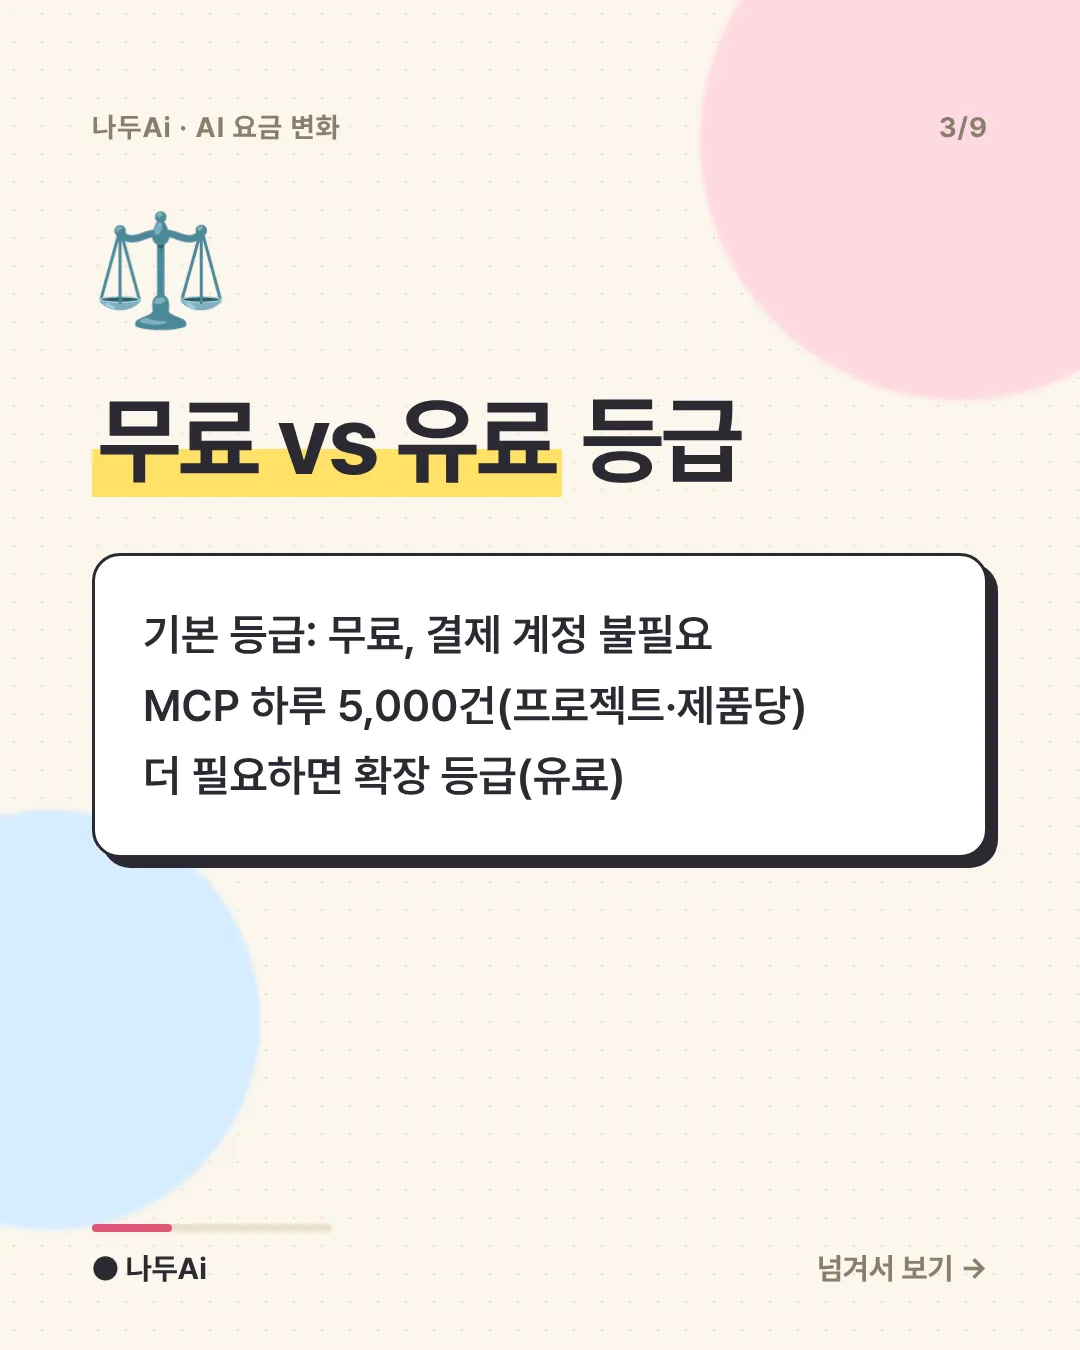 나두Ai · AI 요금 변화
3/9
무료 vs 유료 등급
기본 등급: 무료, 결제 계정 불필요
MCP 하루 5,000건(프로젝트·제품당)
더 필요하면 확장 등급(유료)
나두Ai
넘겨서 보기 →